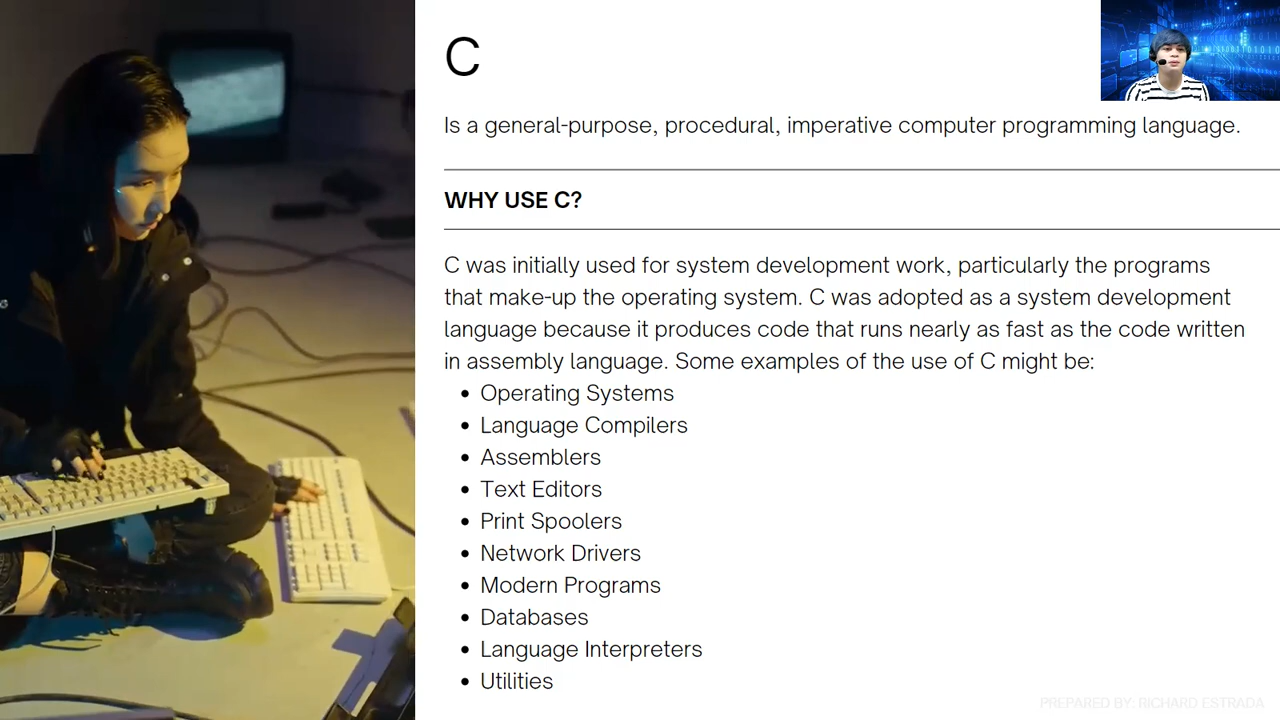 C
Is a general-purpose, procedural, imperative computer programming language.
WHY USE C?
C was initially used for system development work, particularly the programs
that make-up the operating system. C was adopted as a system development
language because it produces code that runs nearly as fast as the code written
in assembly language. Some examples of the use of C might be:
• Operating Systems
• Language Compilers
• Assemblers
• Text Editors
• Print Spoolers
• Network Drivers
• Modern Programs
• Databases
• Language Interpreters
• Utilities
PREPARED BY: RICHARD ESTRADA